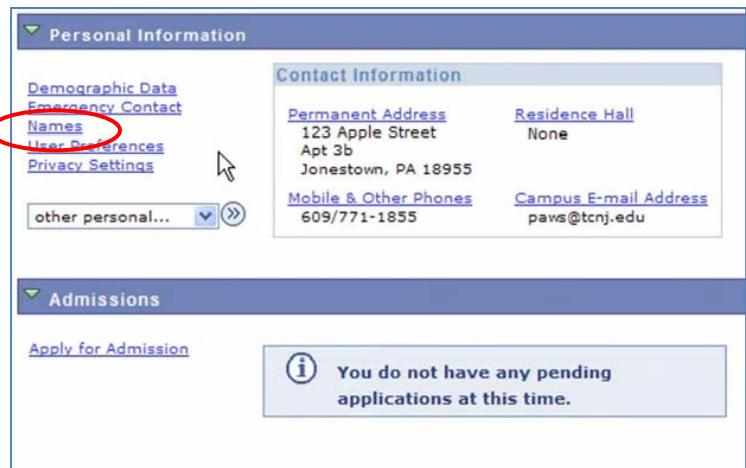 Personal Information
Demographic Data
Emergency Contact
Names
User Preferences
Privacy Settings
other personal...
Contact Information
Permanent Address
123 Apple Street
Apt 3b
Jonestown, PA 18955
Residence Hall
None
Mobile & Other Phones
609/771-1855
Campus E-mail Address
paws@tcnj.edu
Admissions
Apply for Admission
You do not have any pending
applications at this time.